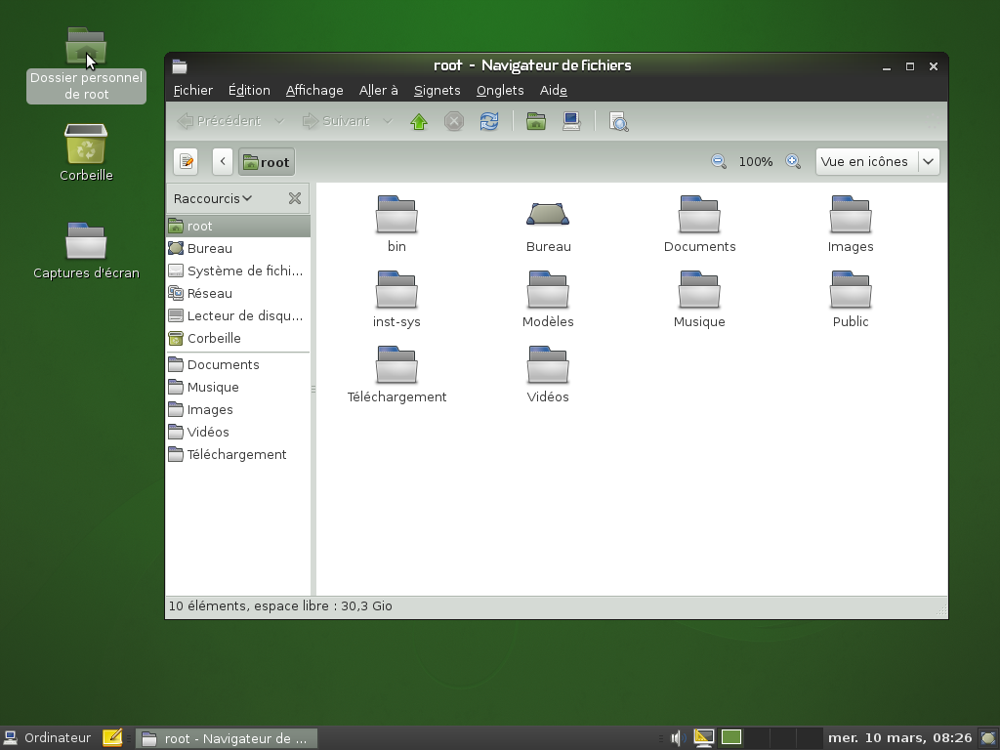 Dossier personnel
de root
Corbeille
Captures d'écran
root - Navigateur de fichiers
Fichier Édition Affichage Aller à Signets Onglets Aide
Précédent Suivant
root 100% Vue en icônes
Raccourcis
root
Bureau
Système de fichi...
Réseau
Lecteur de disqu...
Corbeille
Documents
Musique
Images
Vidéos
Téléchargement
bin Bureau Documents Images
inst-sys Modèles Musique Public
Téléchargement Vidéos
10 éléments, espace libre : 30,3 Gio
Ordinateur root - Navigateur de ... mer. 10 mars, 08:26